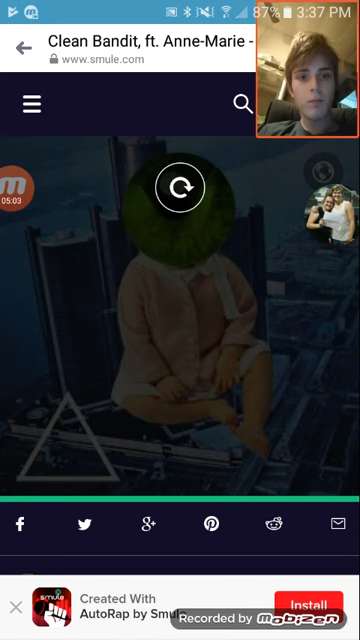 87% 3:37 PM
Clean Bandit, ft. Anne-Marie -
www.smule.com
05:03
smule
Created With
AutoRap by Smule
Install
Recorded by mobizen